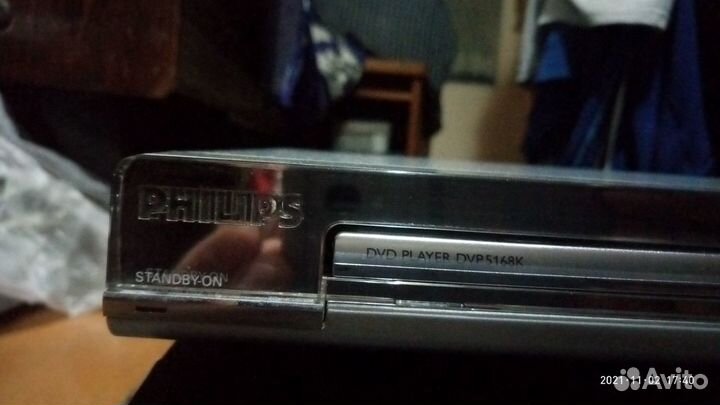 PHILIPS
DVD PLAYER DVP5168K
STANDBY-ON
2021-11-02 17:40
Avito